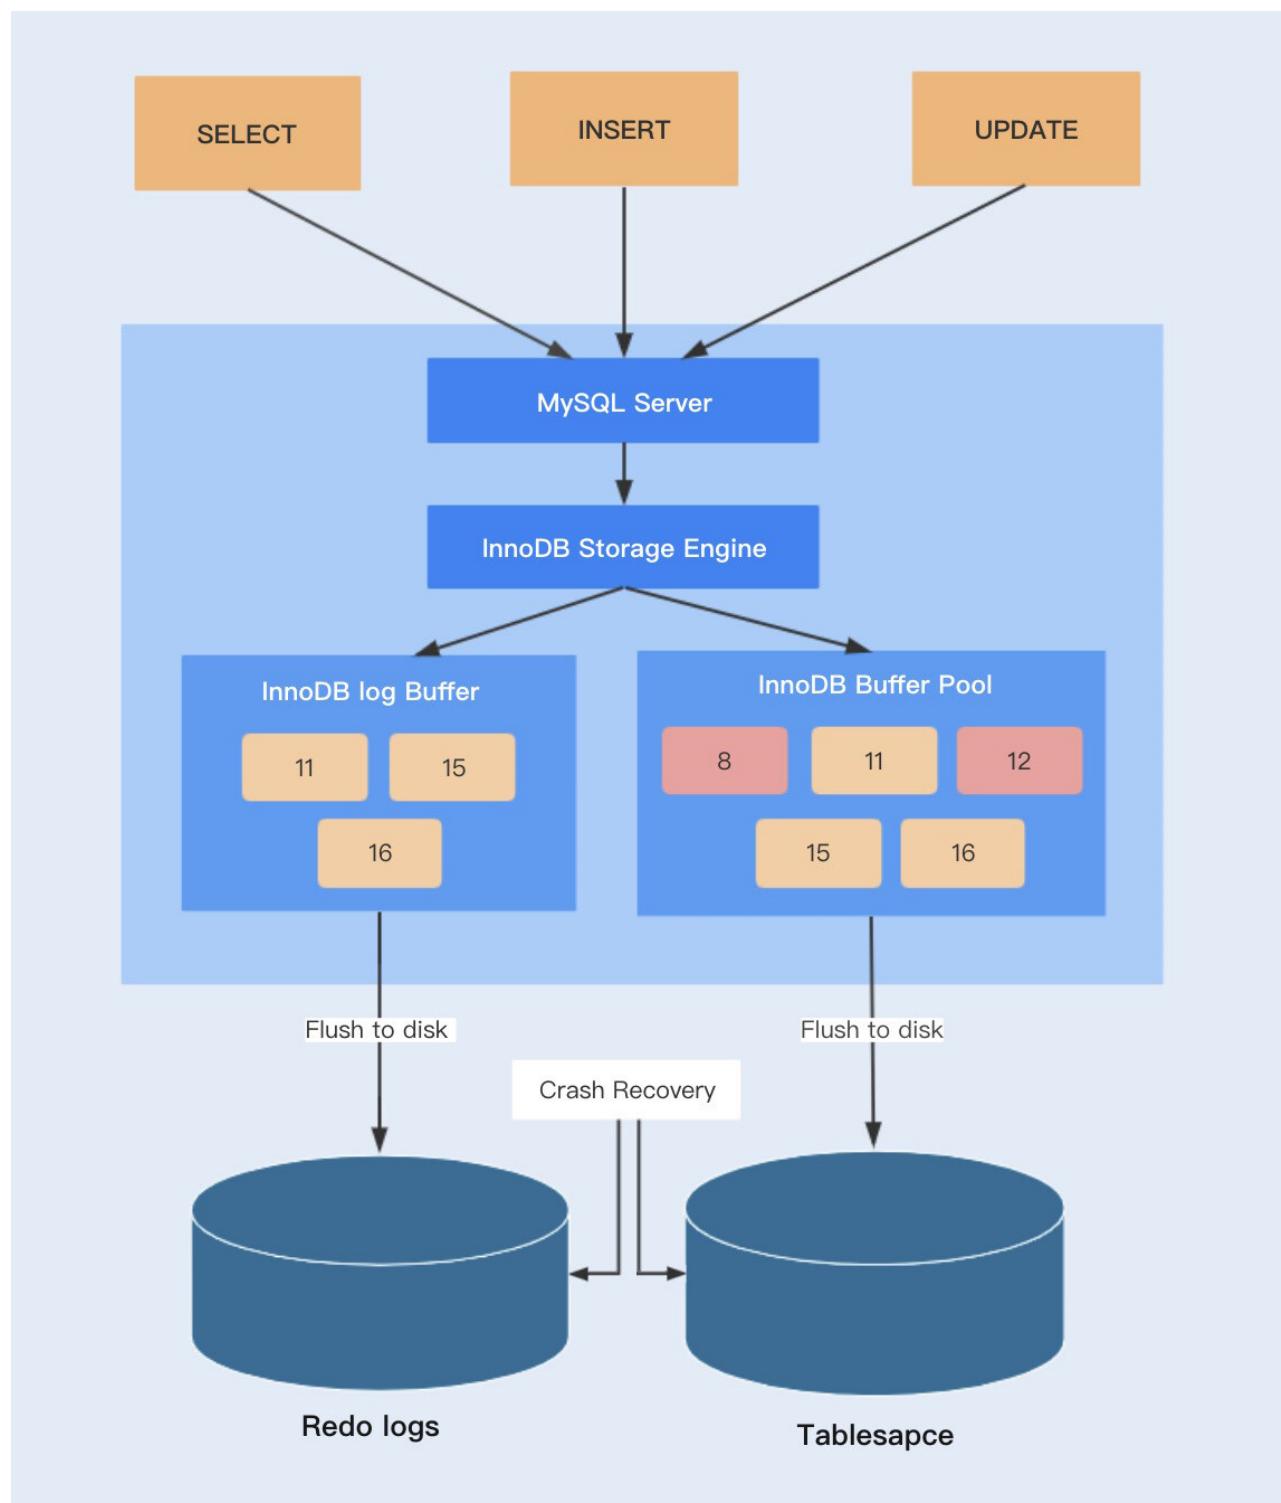 SELECT
INSERT
UPDATE
MySQL Server
InnoDB Storage Engine
InnoDB log Buffer
11
15
16
InnoDB Buffer Pool
8
11
12
15
16
Flush to disk
Flush to disk
Crash Recovery
Redo logs
Tablesapce